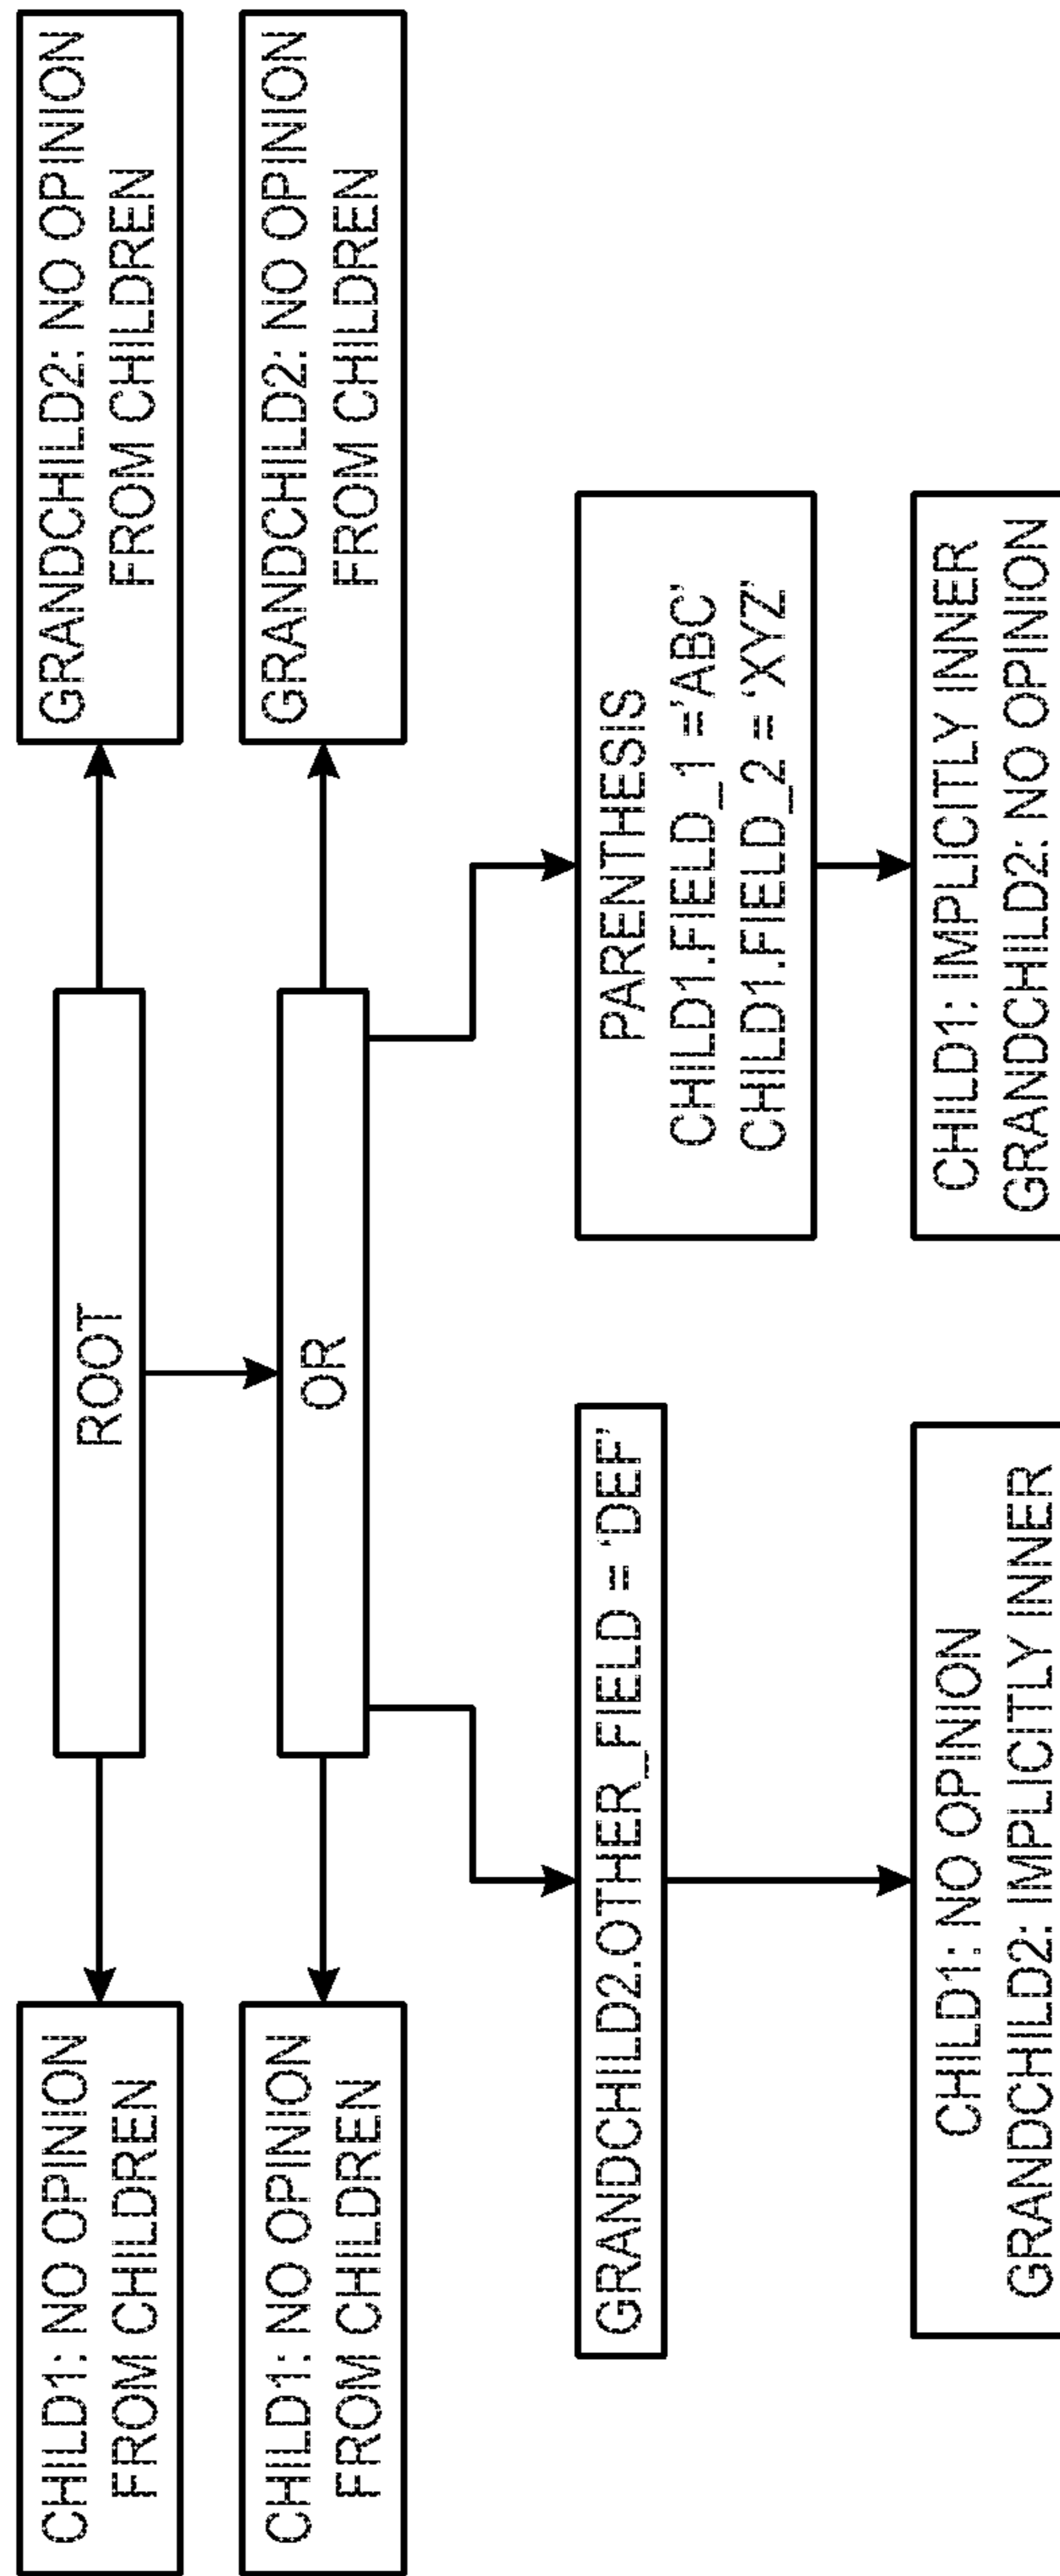 CHILD1: NO OPINION
FROM CHILDREN
ROOT
GRANDCHILD2: NO OPINION
FROM CHILDREN
CHILD1: NO OPINION
FROM CHILDREN
OR
GRANDCHILD2: NO OPINION
FROM CHILDREN
GRANDCHILD2.OTHER_FIELD = 'DEF'
PARENTHESIS
CHILD1.FIELD_1 ='ABC'
CHILD1.FIELD_2 = 'XYZ'
CHILD1: NO OPINION
GRANDCHILD2: IMPLICITLY INNER
CHILD1: IMPLICITLY INNER
GRANDCHILD2: NO OPINION